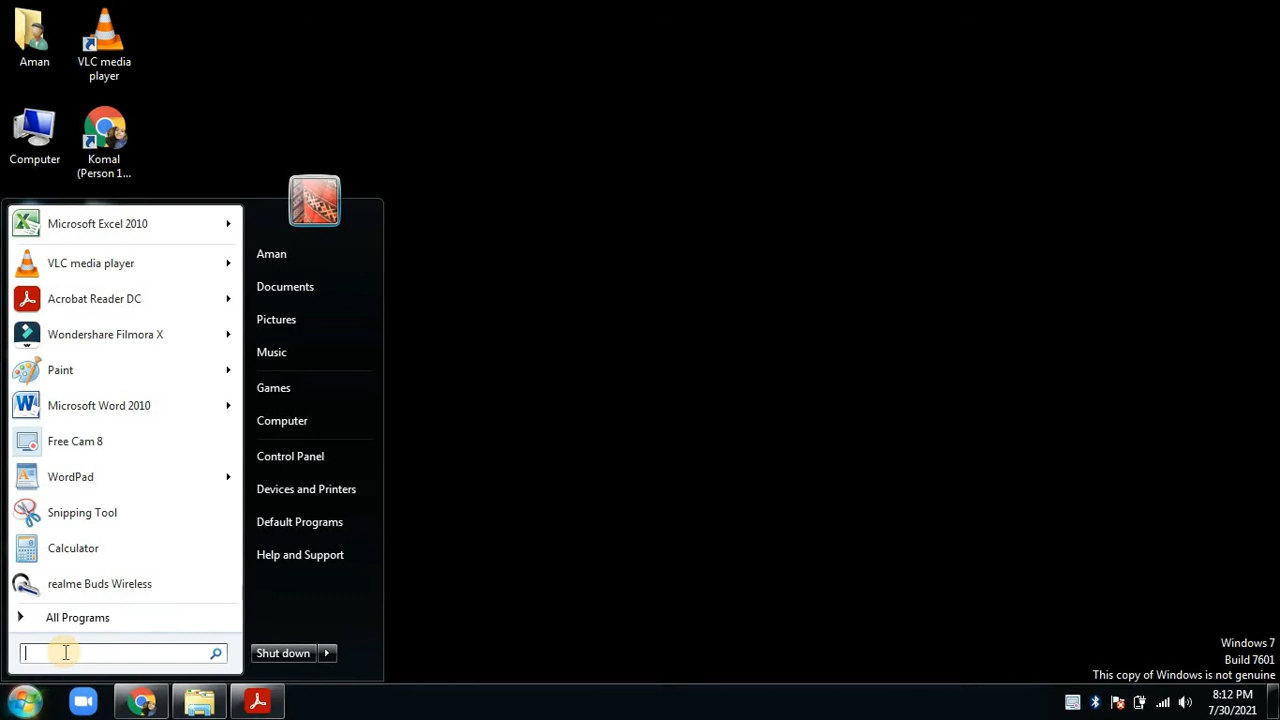 Aman
VLC media
player
Computer
Komal
(Person 1...
Microsoft Excel 2010
VLC media player
Acrobat Reader DC
Wondershare Filmora X
Paint
Microsoft Word 2010
Free Cam 8
WordPad
Snipping Tool
Calculator
realme Buds Wireless
All Programs
Aman
Documents
Pictures
Music
Games
Computer
Control Panel
Devices and Printers
Default Programs
Help and Support
Shut down
Windows 7
Build 7601
This copy of Windows is not genuine
8:12 PM
7/30/2021